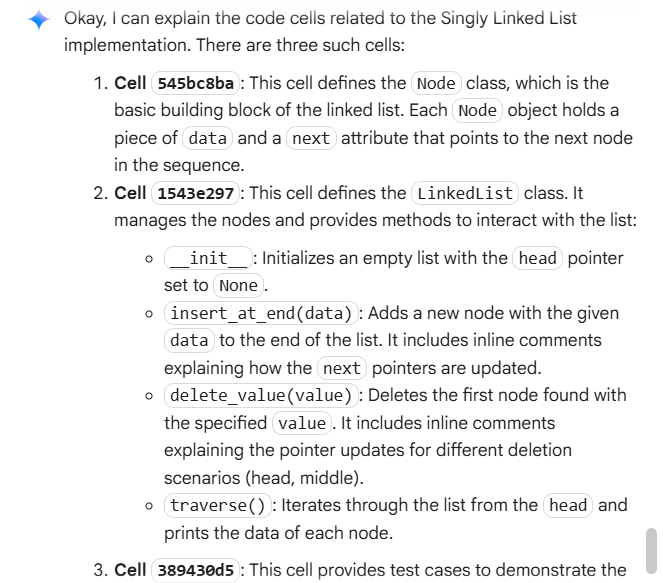 Okay, I can explain the code cells related to the Singly Linked List
implementation. There are three such cells:
1. Cell 545bc8ba: This cell defines the Node class, which is the
basic building block of the linked list. Each Node object holds a
piece of data and a next attribute that points to the next node
in the sequence.
2. Cell 1543e297: This cell defines the LinkedList class. It
manages the nodes and provides methods to interact with the list:
◦ __init__: Initializes an empty list with the head pointer
set to None.
◦ insert_at_end(data): Adds a new node with the given
data to the end of the list. It includes inline comments
explaining how the next pointers are updated.
◦ delete_value(value): Deletes the first node found with
the specified value. It includes inline comments
explaining the pointer updates for different deletion
scenarios (head, middle).
◦ traverse(): Iterates through the list from the head and
prints the data of each node.
3. Cell 389430d5: This cell provides test cases to demonstrate the